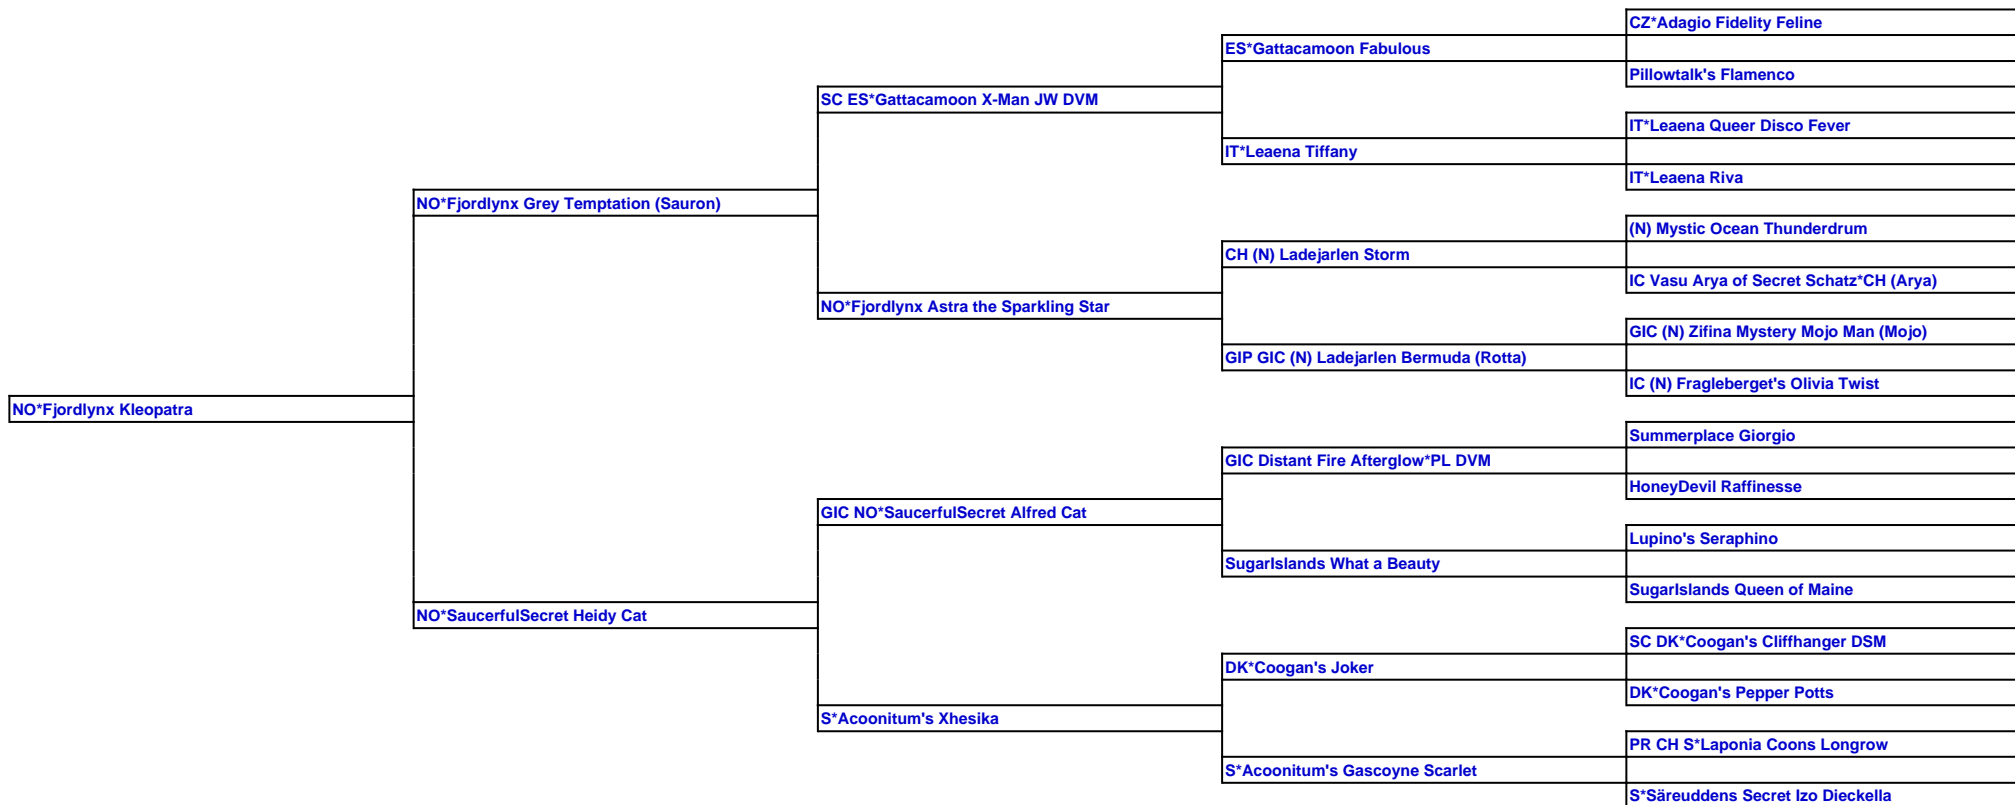 CZ*Adagio Fidelity Feline
ES*Gattacamoon Fabulous
Pillowtalk's Flamenco
SC ES*Gattacamoon X-Man JW DVM
IT*Leaena Queer Disco Fever
IT*Leaena Tiffany
IT*Leaena Riva
NO*Fjordlynx Grey Temptation (Sauron)
(N) Mystic Ocean Thunderdrum
CH (N) Ladejarlen Storm
IC Vasu Arya of Secret Schatz*CH (Arya)
NO*Fjordlynx Astra the Sparkling Star
GIC (N) Zifina Mystery Mojo Man (Mojo)
GIP GIC (N) Ladejarlen Bermuda (Rotta)
IC (N) Fragleberget's Olivia Twist
NO*Fjordlynx Kleopatra
Summerplace Giorgio
GIC Distant Fire Afterglow*PL DVM
HoneyDevil Raffinesse
GIC NO*SaucerfulSecret Alfred Cat
Lupino's Seraphino
SugarIslands What a Beauty
SugarIslands Queen of Maine
NO*SaucerfulSecret Heidy Cat
SC DK*Coogan's Cliffhanger DSM
DK*Coogan's Joker
DK*Coogan's Pepper Potts
S*Acoonitum's Xhesika
PR CH S*Laponia Coons Longrow
S*Acoonitum's Gascoyne Scarlet
S*Säreuddens Secret Izo Dieckella